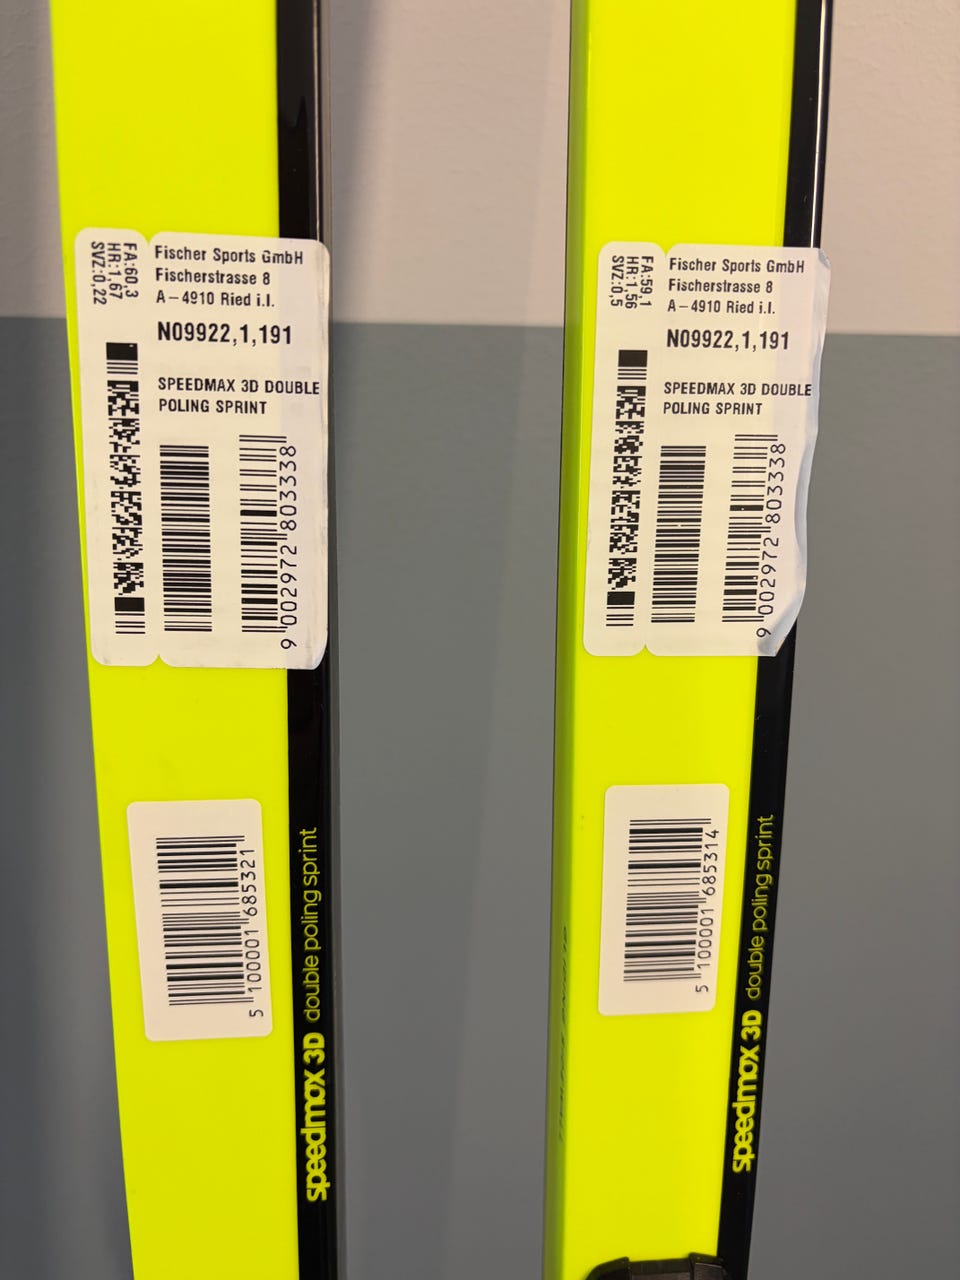 FA:60,3
HR:1,67
SVZ:0,22
Fischer Sports GmbH
Fischerstrasse 8
A–4910 Ried i.I.
N09922,1,191
SPEEDMAX 3D DOUBLE
POLING SPRINT
9 002972 803338
5 100001 685321
speedmax 3D double poling sprint
FA:59,1
HR:1,56
SVZ:0,5
Fischer Sports GmbH
Fischerstrasse 8
A–4910 Ried i.I.
N09922,1,191
SPEEDMAX 3D DOUBLE
POLING SPRINT
9 002972 803338
5 100001 685314
speedmax 3D double poling sprint